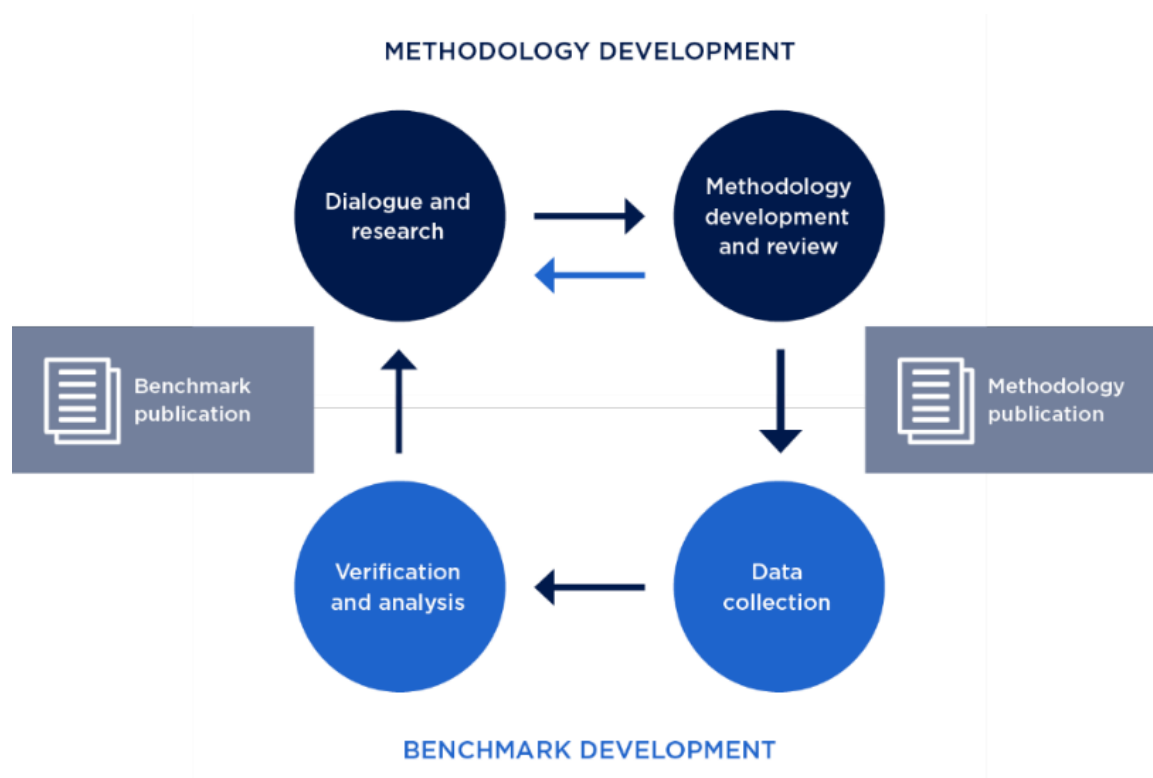 METHODOLOGY DEVELOPMENT
Dialogue and
research
Methodology
development
and review
Benchmark
publication
Methodology
publication
Verification
and analysis
Data
collection
BENCHMARK DEVELOPMENT